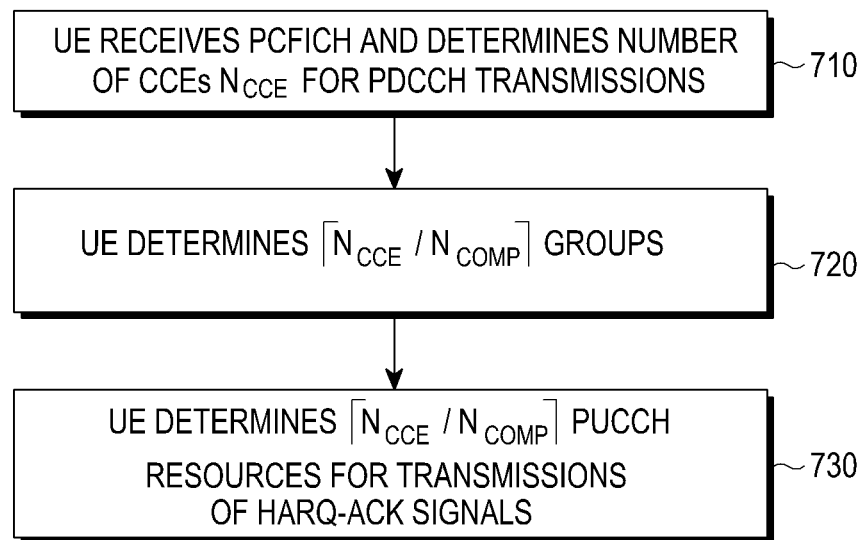 UE RECEIVES PCFICH AND DETERMINES NUMBER
OF CCEs N_CCE FOR PDCCH TRANSMISSIONS
710
UE DETERMINES ⌈N_CCE / N_COMP⌉ GROUPS
720
UE DETERMINES ⌈N_CCE / N_COMP⌉ PUCCH
RESOURCES FOR TRANSMISSIONS
OF HARQ-ACK SIGNALS
730